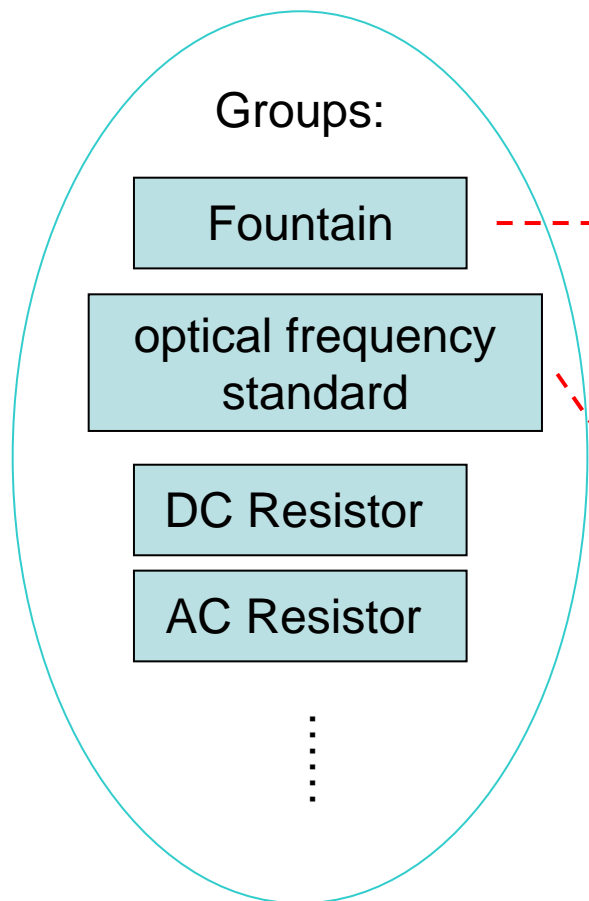 Groups:
Fountain
optical frequency
standard
DC Resistor
AC Resistor
......